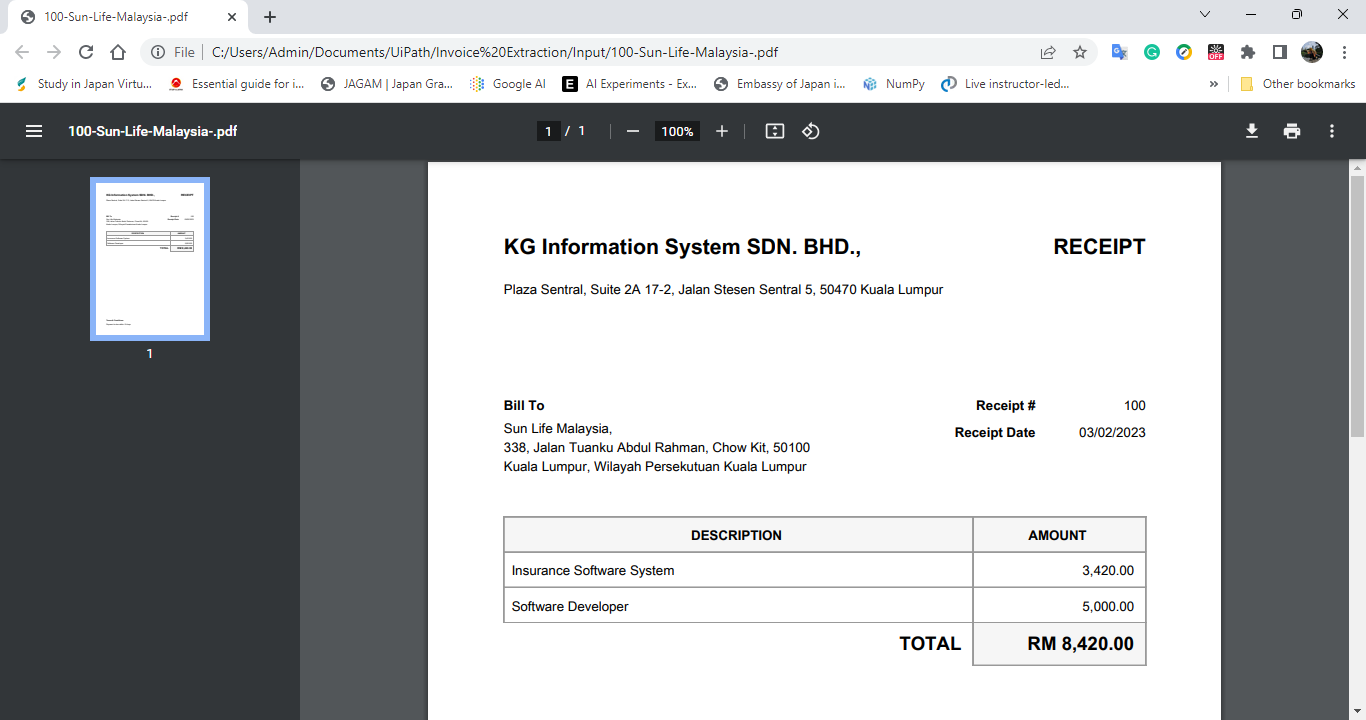 100-Sun-Life-Malaysia-.pdf
File C:/Users/Admin/Documents/UiPath/Invoice%20Extraction/Input/100-Sun-Life-Malaysia-.pdf
OFF
Study in Japan Virtu... Essential guide for i... JAGAM | Japan Gra... Google AI E AI Experiments - Ex... Embassy of Japan i... NumPy Live instructor-led... » Other bookmarks
100-Sun-Life-Malaysia-.pdf 1 / 1 100%
1
KG Information System SDN. BHD., RECEIPT
Plaza Sentral, Suite 2A 17-2, Jalan Stesen Sentral 5, 50470 Kuala Lumpur
Bill To Receipt # 100
Sun Life Malaysia, Receipt Date 03/02/2023
338, Jalan Tuanku Abdul Rahman, Chow Kit, 50100
Kuala Lumpur, Wilayah Persekutuan Kuala Lumpur
DESCRIPTION AMOUNT
Insurance Software System 3,420.00
Software Developer 5,000.00
TOTAL RM 8,420.00